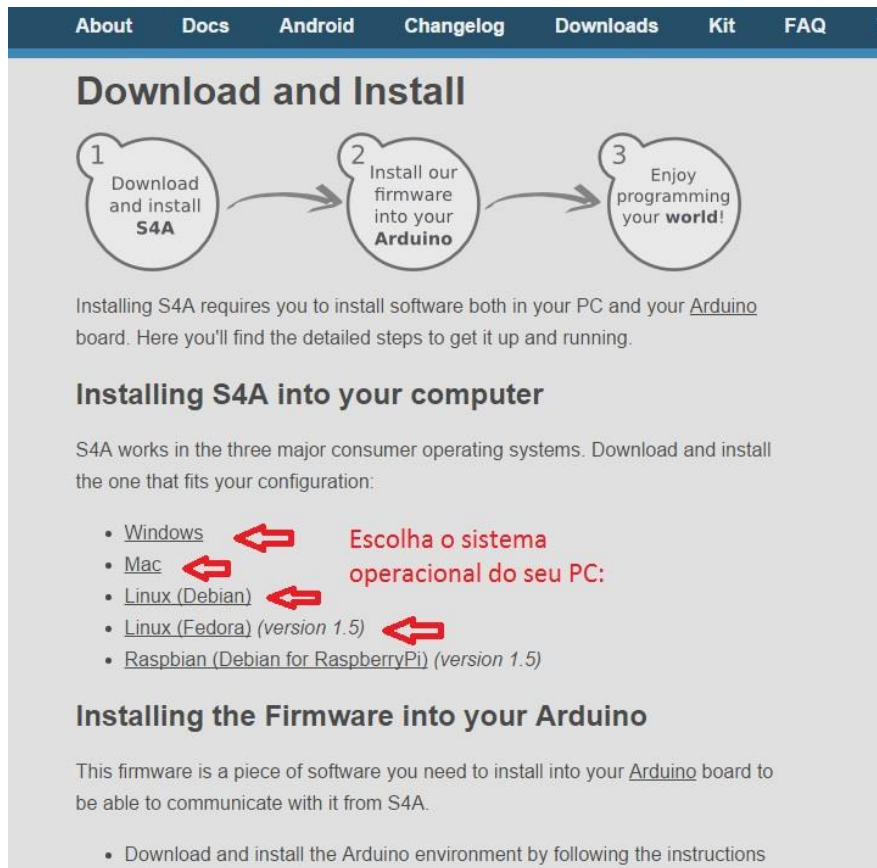 About Docs Android Changelog Downloads Kit FAQ
Download and Install
1
Download
and install
S4A
2
Install our
firmware
into your
Arduino
3
Enjoy
programming
your world!
Installing S4A requires you to install software both in your PC and your Arduino
board. Here you'll find the detailed steps to get it up and running.
Installing S4A into your computer
S4A works in the three major consumer operating systems. Download and install
the one that fits your configuration:
• Windows
• Mac
• Linux (Debian)
• Linux (Fedora) (version 1.5)
• Raspbian (Debian for RaspberryPi) (version 1.5)
Escolha o sistema
operacional do seu PC:
Installing the Firmware into your Arduino
This firmware is a piece of software you need to install into your Arduino board to
be able to communicate with it from S4A.
• Download and install the Arduino environment by following the instructions